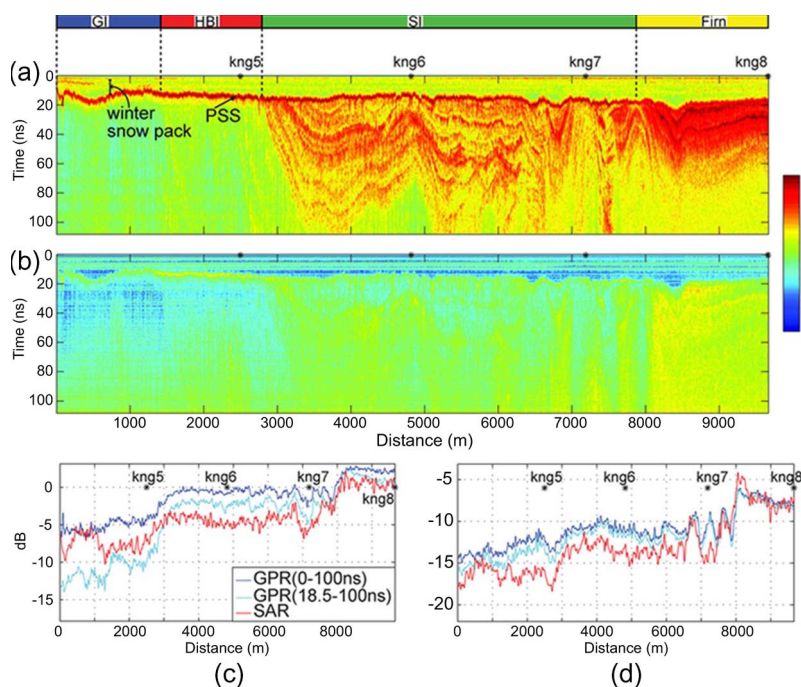 GI HBI SI Firn
(a) kng5 kng6 kng7 kng8
0
20
40
60
80
100
Time (ns)
winter
snow pack
PSS
(b)
0
20
40
60
80
100
Time (ns)
0 1000 2000 3000 4000 5000 6000 7000 8000 9000
Distance (m)
dB
0
-5
-10
-15
kng5 kng6 kng7
kng8
GPR(0-100ns)
GPR(18.5-100ns)
SAR
0 2000 4000 6000 8000
Distance (m)
(c)
-5
-10
-15
-20
kng5 kng6 kng7 kng8
0 2000 4000 6000 8000
Distance (m)
(d)